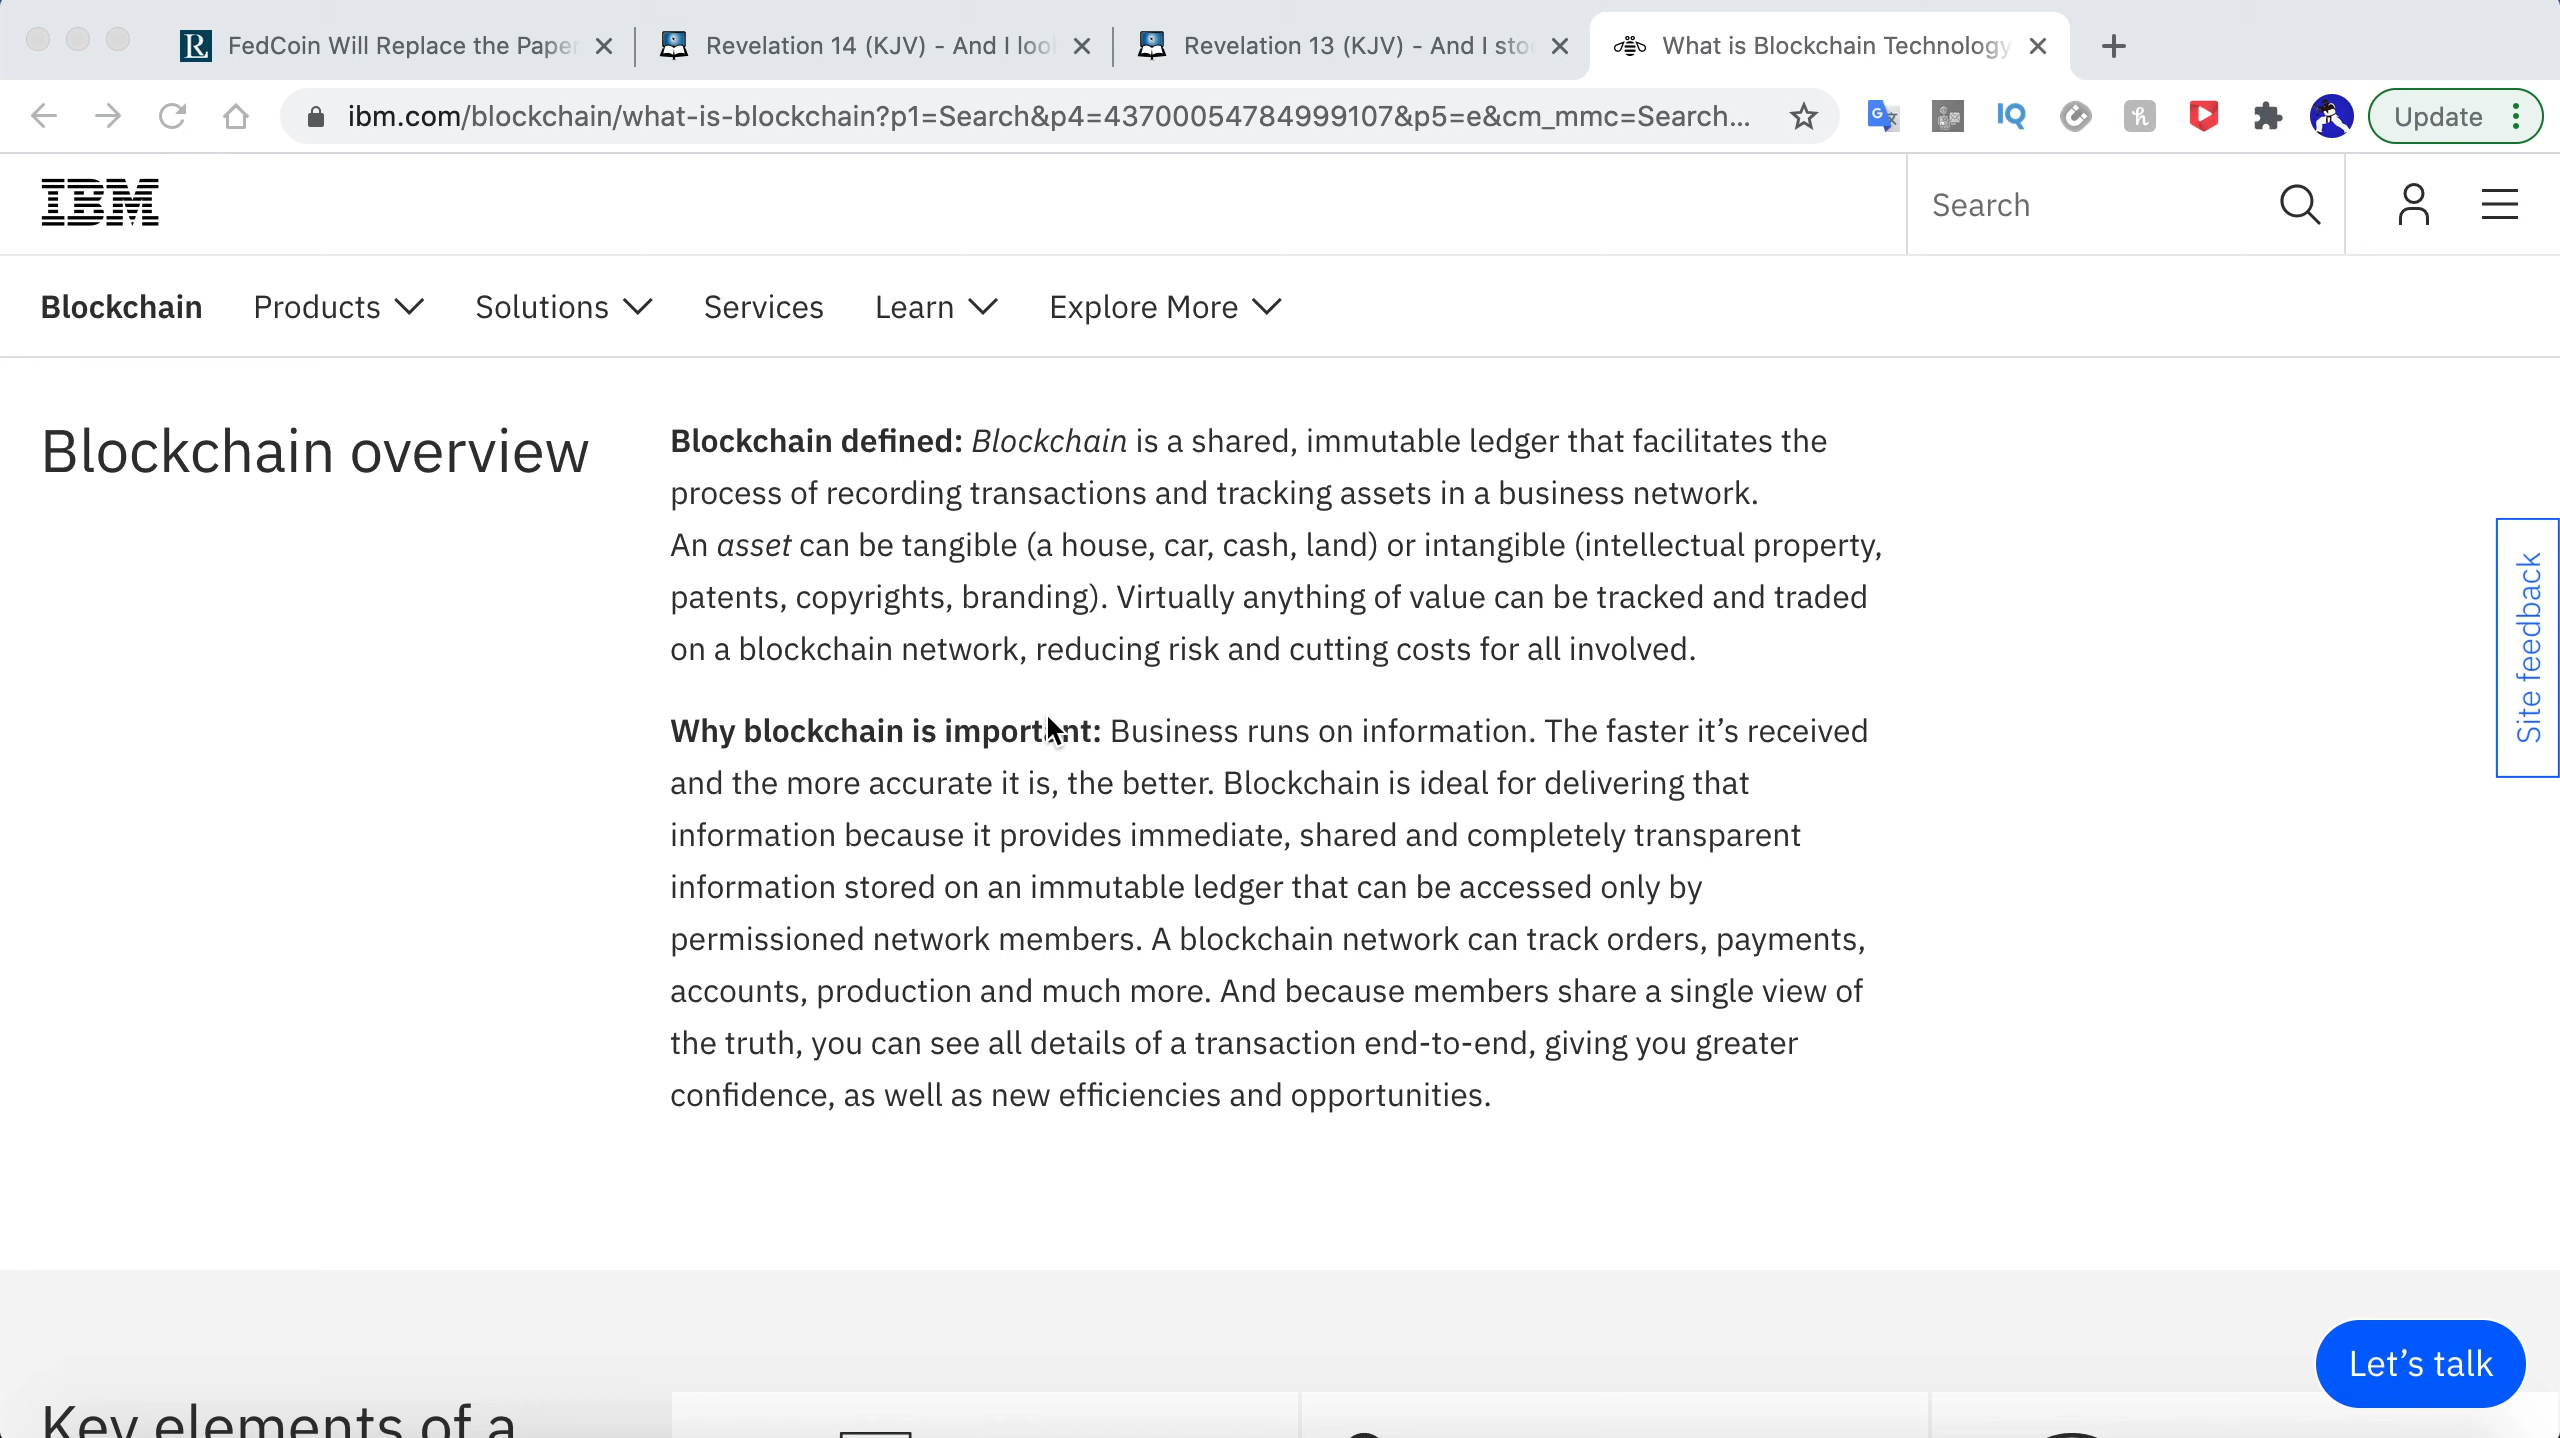 FedCoin Will Replace the Paper
Revelation 14 (KJV) - And I loo
Revelation 13 (KJV) - And I sto
What is Blockchain Technology
ibm.com/blockchain/what-is-blockchain?p1=Search&p4=43700054784999107&p5=e&cm_mmc=Search...
IQ
Update
IBM
Search
Blockchain Products Solutions Services Learn Explore More
Blockchain overview
Blockchain defined: Blockchain is a shared, immutable ledger that facilitates the
process of recording transactions and tracking assets in a business network.
An asset can be tangible (a house, car, cash, land) or intangible (intellectual property,
patents, copyrights, branding). Virtually anything of value can be tracked and traded
on a blockchain network, reducing risk and cutting costs for all involved.
Why blockchain is important: Business runs on information. The faster it’s received
and the more accurate it is, the better. Blockchain is ideal for delivering that
information because it provides immediate, shared and completely transparent
information stored on an immutable ledger that can be accessed only by
permissioned network members. A blockchain network can track orders, payments,
accounts, production and much more. And because members share a single view of
the truth, you can see all details of a transaction end-to-end, giving you greater
confidence, as well as new efficiencies and opportunities.
Site feedback
Let’s talk
Key elements of a